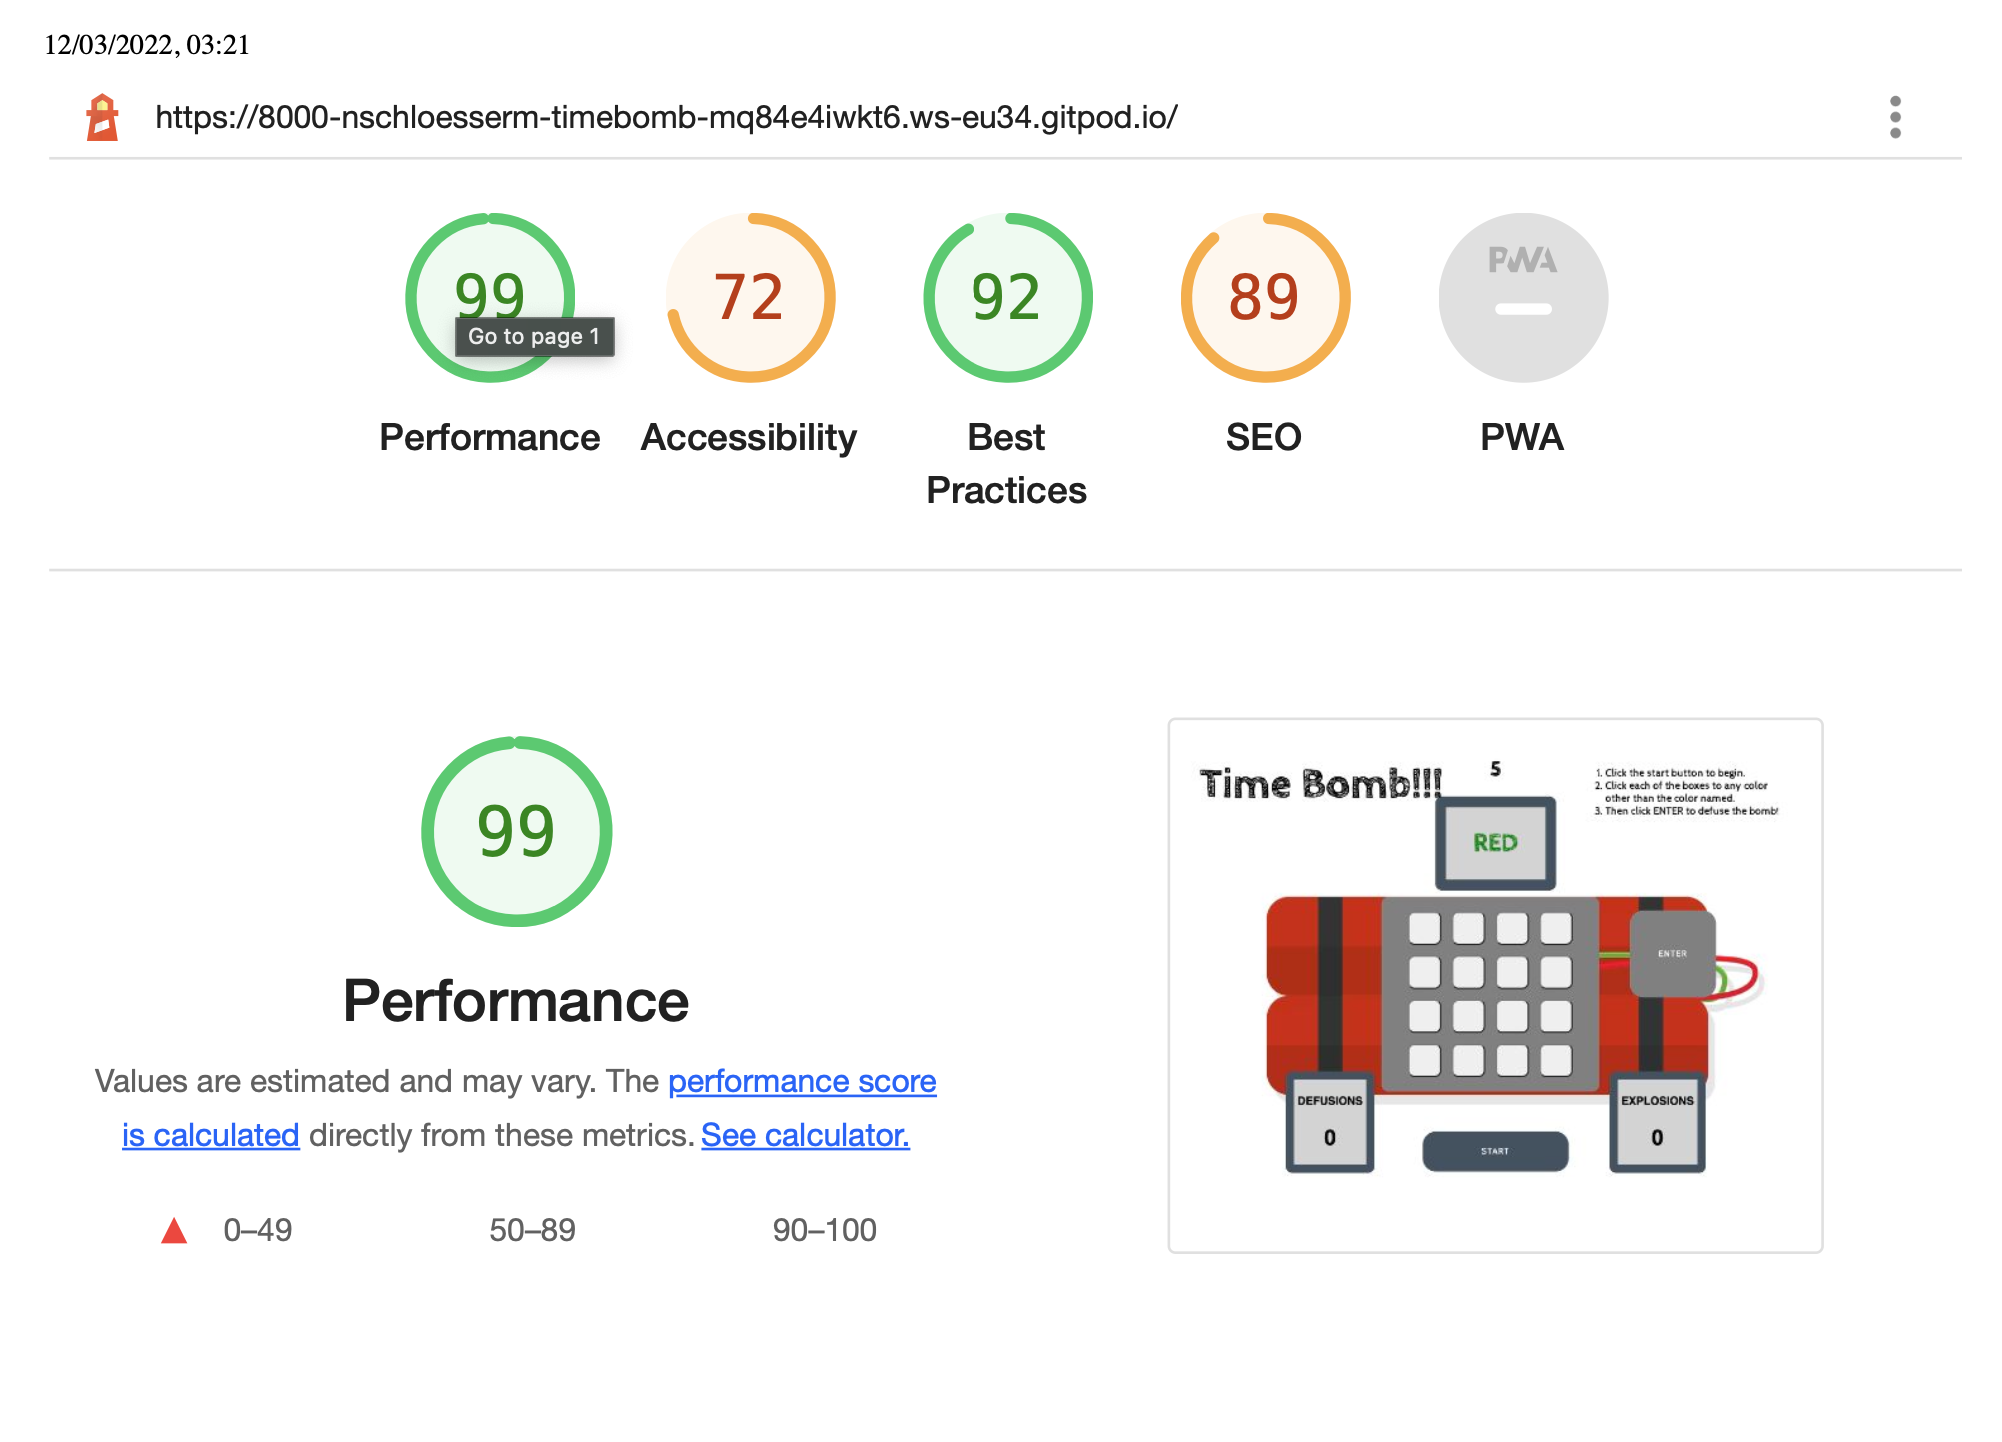 12/03/2022, 03:21
https://8000-nschloesserm-timebomb-mq84e4iwkt6.ws-eu34.gitpod.io/
99
72
92
89
PWA
Go to page 1
Performance
Accessibility
Best
Practices
SEO
PWA
99
Performance
Values are estimated and may vary. The performance score
is calculated directly from these metrics. See calculator.
0–49
50–89
90–100
Time Bomb!!!
5
1. Click the start button to begin.
2. Click each of the boxes to any color
other than the color named.
3. Then click ENTER to defuse the bomb!
RED
ENTER
DEFUSIONS
0
EXPLOSIONS
0
START